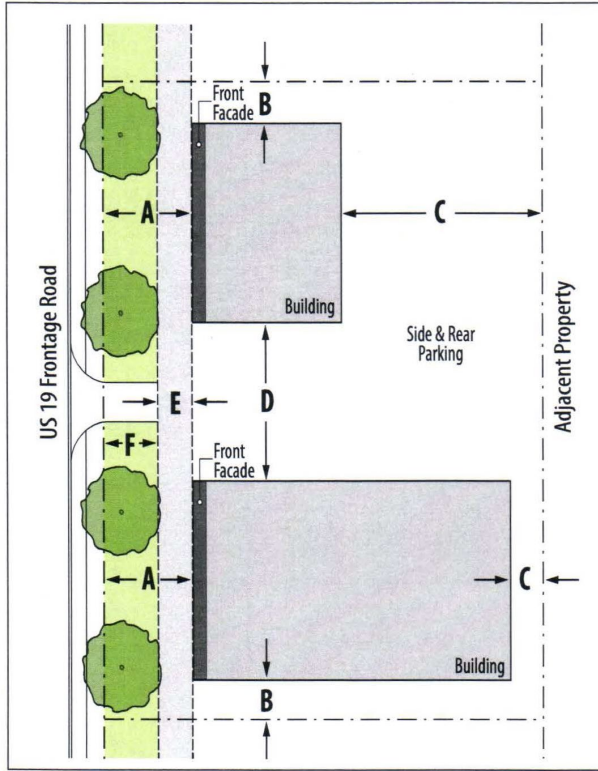 Front
Facade
B
A
C
Building
US 19 Frontage Road
Side & Rear
Parking
Adjacent Property
E
D
F
Front
Facade
A
C
Building
B